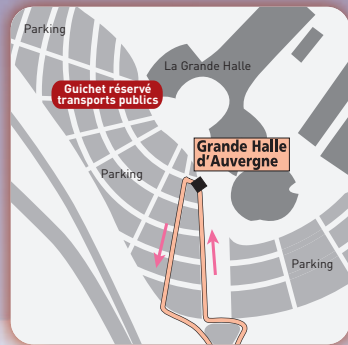 Parking
La Grande Halle
Guichet réservé
transports publics
Grande Halle
d'Auvergne
Parking
Parking